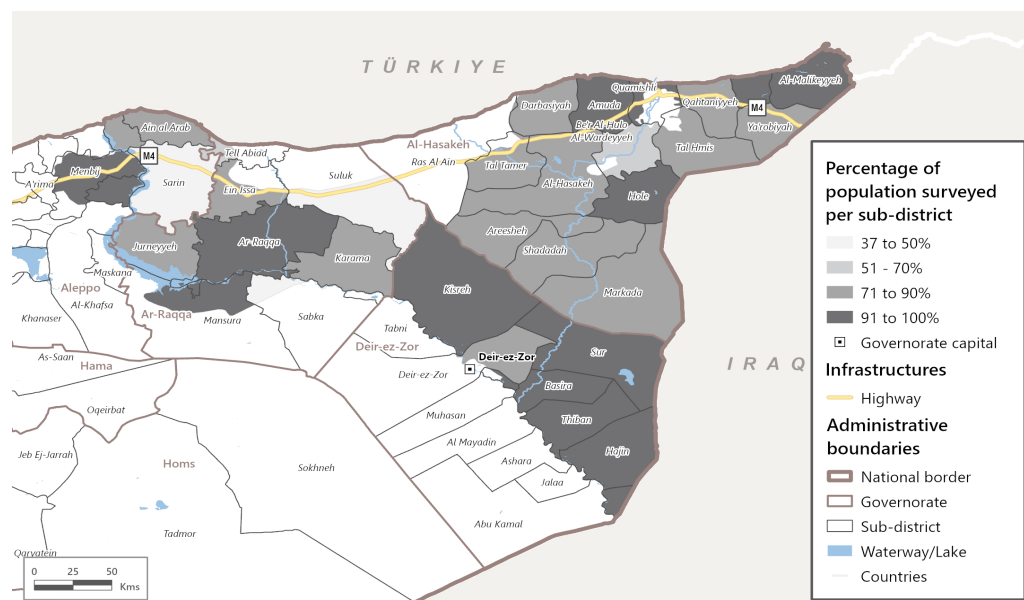 TÜRKIYE
Al-Malikeyyeh
Quamishli
Darbasiyah
Amuda
Qahtaniyyeh
M4
Be'r Al-Hulo
Al-Wardeyyeh
Ya'robiyah
Ain al Arab
Al-Hasakeh
Tal Hmis
Tell Abiad
M4
Ras Al Ain
Tal Tamer
Menbij
A'rima
Sarin
Suluk
Ein Issa
Al-Hasakeh
Hole
Jurneyyeh
Ar-Raqqa
Areesheh
Shadadah
Karama
Maskana
Aleppo
Kisreh
Markada
Al-Khafsa
Ar-Raqqa
Khanaser
Mansura
Sabka
Tabni
Deir-ez-Zor
As-Saan
Hama
Deir-ez-Zor
Sur
IRAQ
Deir-ez-Zor
Basira
Oqeirbat
Muhasan
Thiban
Al Mayadin
Jeb Ej-Jarrah
Homs
Sokhneh
Ashara
Hajin
Jalaa
Abu Kamal
Tadmor
Qaryatein
0 25 50
Kms
Percentage of
population surveyed
per sub-district
37 to 50%
51 - 70%
71 to 90%
91 to 100%
Governorate capital
Infrastructures
Highway
Administrative
boundaries
National border
Governorate
Sub-district
Waterway/Lake
Countries